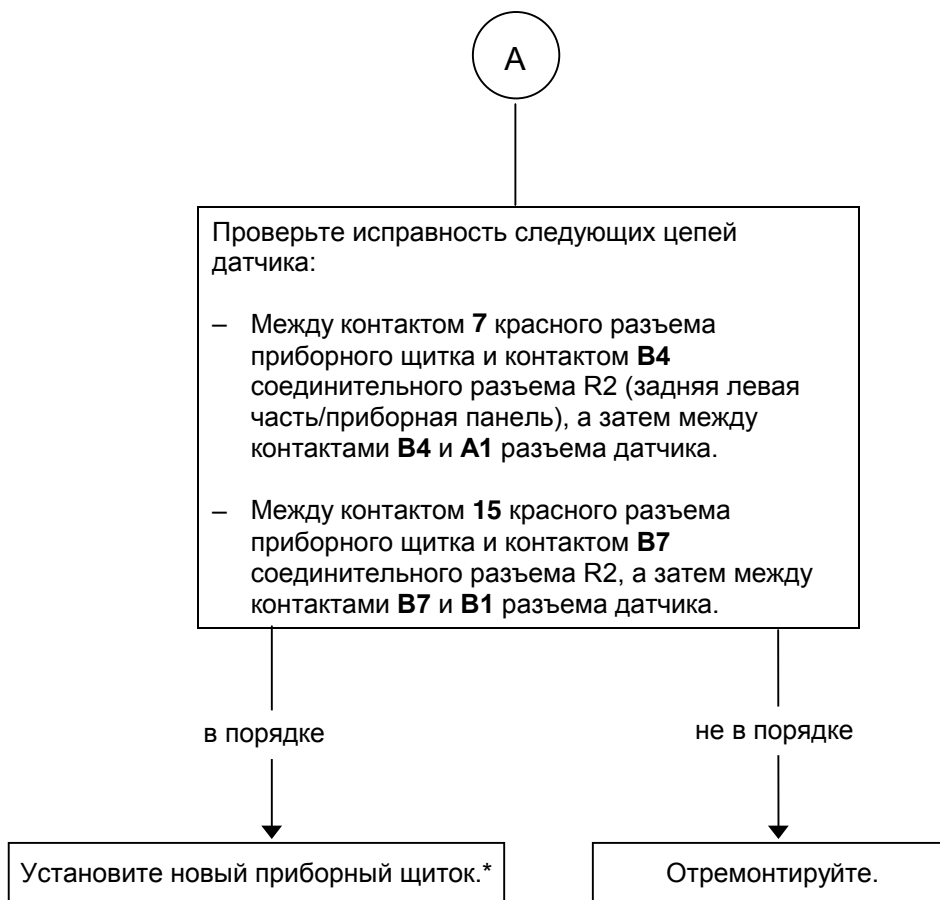 A
Проверьте исправность следующих цепей
датчика:
– Между контактом 7 красного разъема
приборного щитка и контактом B4
соединительного разъема R2 (задняя левая
часть/приборная панель), а затем между
контактами B4 и A1 разъема датчика.
– Между контактом 15 красного разъема
приборного щитка и контактом B7
соединительного разъема R2, а затем между
контактами B7 и B1 разъема датчика.
в порядке
не в порядке
Установите новый приборный щиток.*
Отремонтируйте.